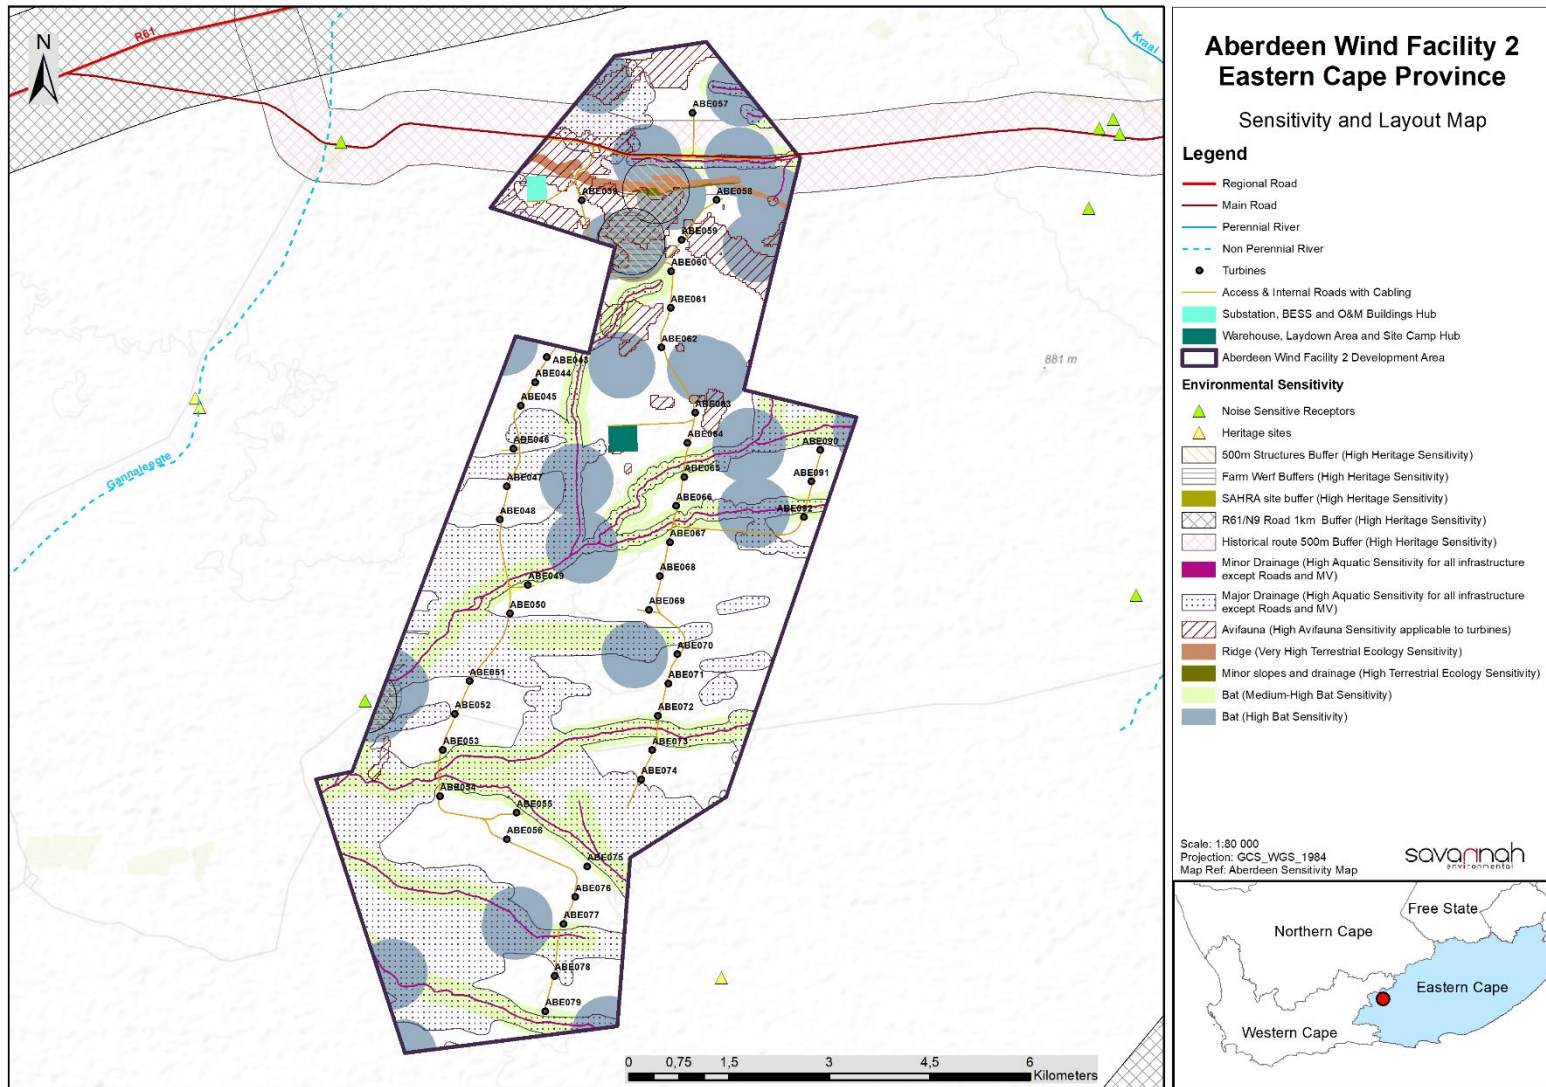 Aberdeen Wind Facility 2
Eastern Cape Province
Sensitivity and Layout Map
Legend
Regional Road
Main Road
Perennial River
Non Perennial River
Turbines
Access & Internal Roads with Cabling
Substation, BESS and O&M Buildings Hub
Warehouse, Laydown Area and Site Camp Hub
Aberdeen Wind Facility 2 Development Area
Environmental Sensitivity
Noise Sensitive Receptors
Heritage sites
500m Structures Buffer (High Heritage Sensitivity)
Farm Werf Buffers (High Heritage Sensitivity)
SAHRA site buffer (High Heritage Sensitivity)
R61/N9 Road 1km Buffer (High Heritage Sensitivity)
Historical route 500m Buffer (High Heritage Sensitivity)
Minor Drainage (High Aquatic Sensitivity for all infrastructure
except Roads and MV)
Major Drainage (High Aquatic Sensitivity for all infrastructure
except Roads and MV)
Avifauna (High Avifauna Sensitivity applicable to turbines)
Ridge (Very High Terrestrial Ecology Sensitivity)
Minor slopes and drainage (High Terrestrial Ecology Sensitivity)
Bat (Medium-High Bat Sensitivity)
Bat (High Bat Sensitivity)
Scale: 1:80 000
Projection: GCS_WGS_1984
Map Ref: Aberdeen Sensitivity Map
savannah
environmental
Free State
Northern Cape
Eastern Cape
Western Cape
N
R61
Kraai
Gannaleegte
881 m
ABE057
ABE039
ABE058
ABE059
ABE060
ABE061
ABE062
ABE043
ABE044
ABE045
ABE063
ABE046
ABE064
ABE090
ABE065
ABE091
ABE047
ABE066
ABE092
ABE048
ABE067
ABE068
ABE049
ABE050
ABE069
ABE070
ABE051
ABE071
ABE052
ABE072
ABE053
ABE073
ABE074
ABE054
ABE055
ABE056
ABE075
ABE076
ABE077
ABE078
ABE079
0 0,75 1,5 3 4,5 6
Kilometers